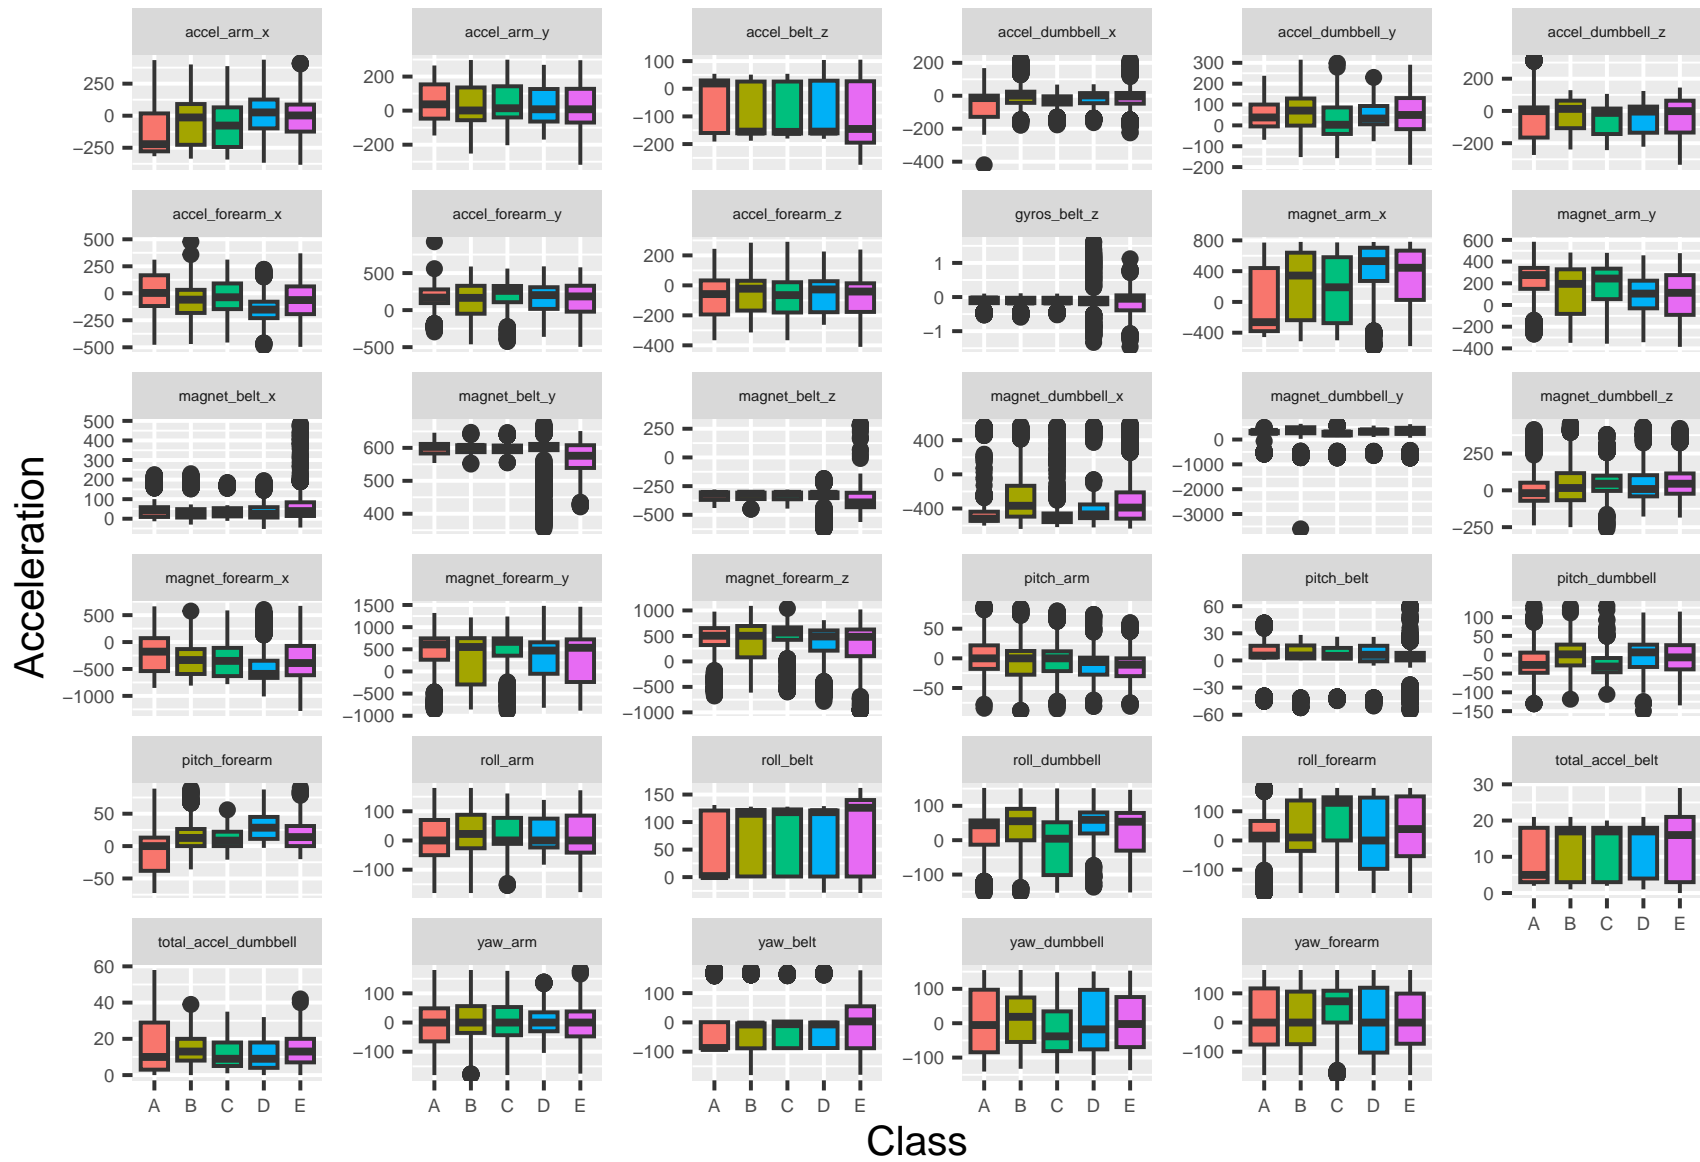 accel_arm_x accel_arm_y accel_belt_z accel_dumbbell_x accel_dumbbell_y accel_dumbbell_z
250 0 −250
200 0 −200
100 0 −100 −200
200 0 −200 −400
300 200 100 0 −100 −200
200 0 −200
accel_forearm_x accel_forearm_y accel_forearm_z gyros_belt_z magnet_arm_x magnet_arm_y
500 250 0 −250 −500
500 0 −500
200 0 −200 −400
1 0 −1
800 400 0 −400
600 400 200 0 −200 −400
magnet_belt_x magnet_belt_y magnet_belt_z magnet_dumbbell_x magnet_dumbbell_y magnet_dumbbell_z
500 400 300 200 100 0
600 500 400
250 0 −250 −500
400 0 −400
0 −1000 −2000 −3000
250 0 −250
magnet_forearm_x magnet_forearm_y magnet_forearm_z pitch_arm pitch_belt pitch_dumbbell
500 0 −500 −1000
1500 1000 500 0 −500 −1000
1000 500 0 −500 −1000
50 0 −50
60 30 0 −30 −60
100 50 0 −50 −100 −150
pitch_forearm roll_arm roll_belt roll_dumbbell roll_forearm total_accel_belt
50 0 −50
100 0 −100
150 100 50 0
100 0 −100
100 0 −100
30 20 10 0
A B C D E
total_accel_dumbbell yaw_arm yaw_belt yaw_dumbbell yaw_forearm
60 40 20 0
100 0 −100
100 0 −100
100 0 −100
100 0 −100
A B C D E A B C D E A B C D E A B C D E A B C D E
Class
Acceleration